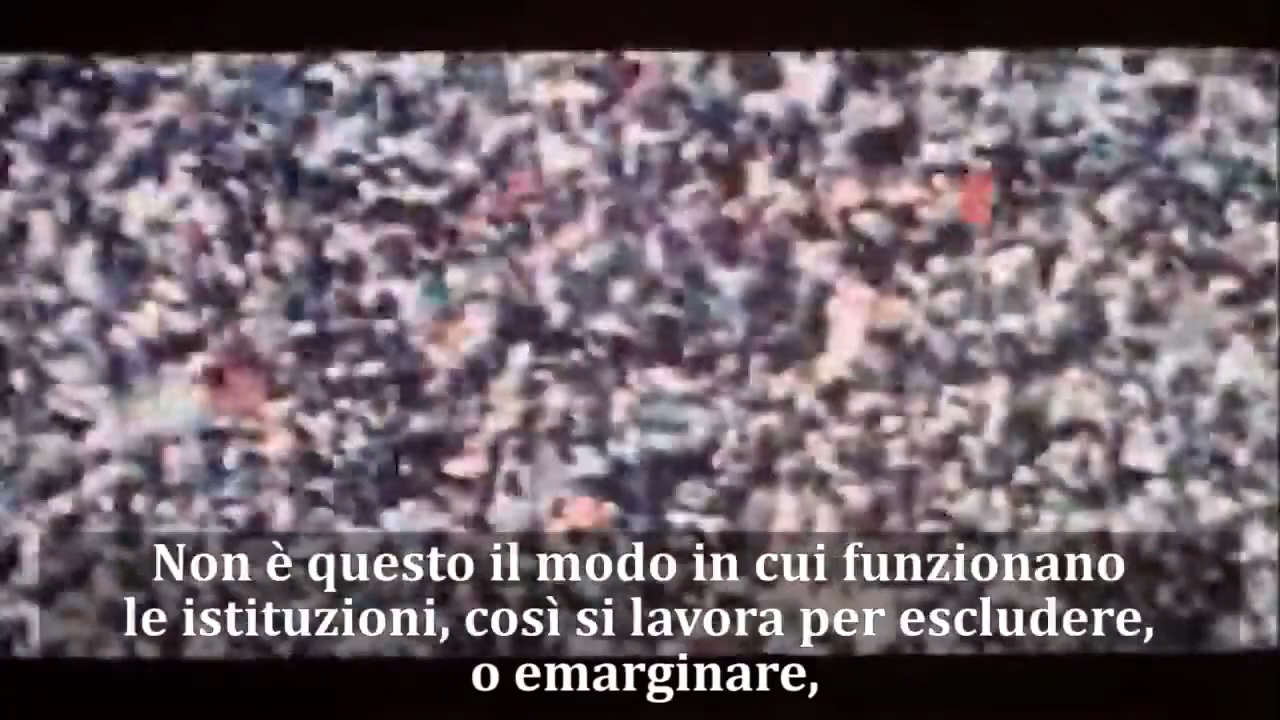 Non è questo il modo in cui funzionano
le istituzioni, così si lavora per escludere,
o emarginare,